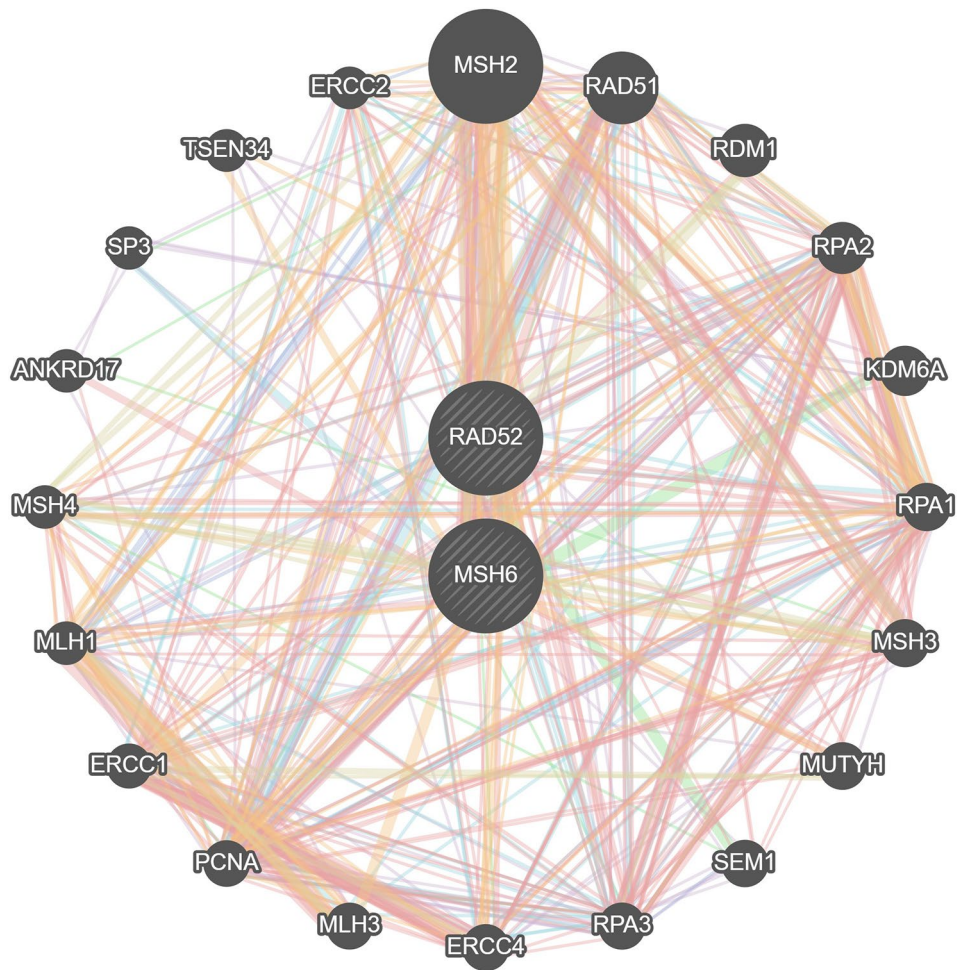 MSH2
ERCC2
RAD51
TSEN34
RDM1
SP3
RPA2
ANKRD17
KDM6A
RAD52
MSH4
RPA1
MSH6
MLH1
MSH3
ERCC1
MUTYH
PCNA
SEM1
MLH3
RPA3
ERCC4